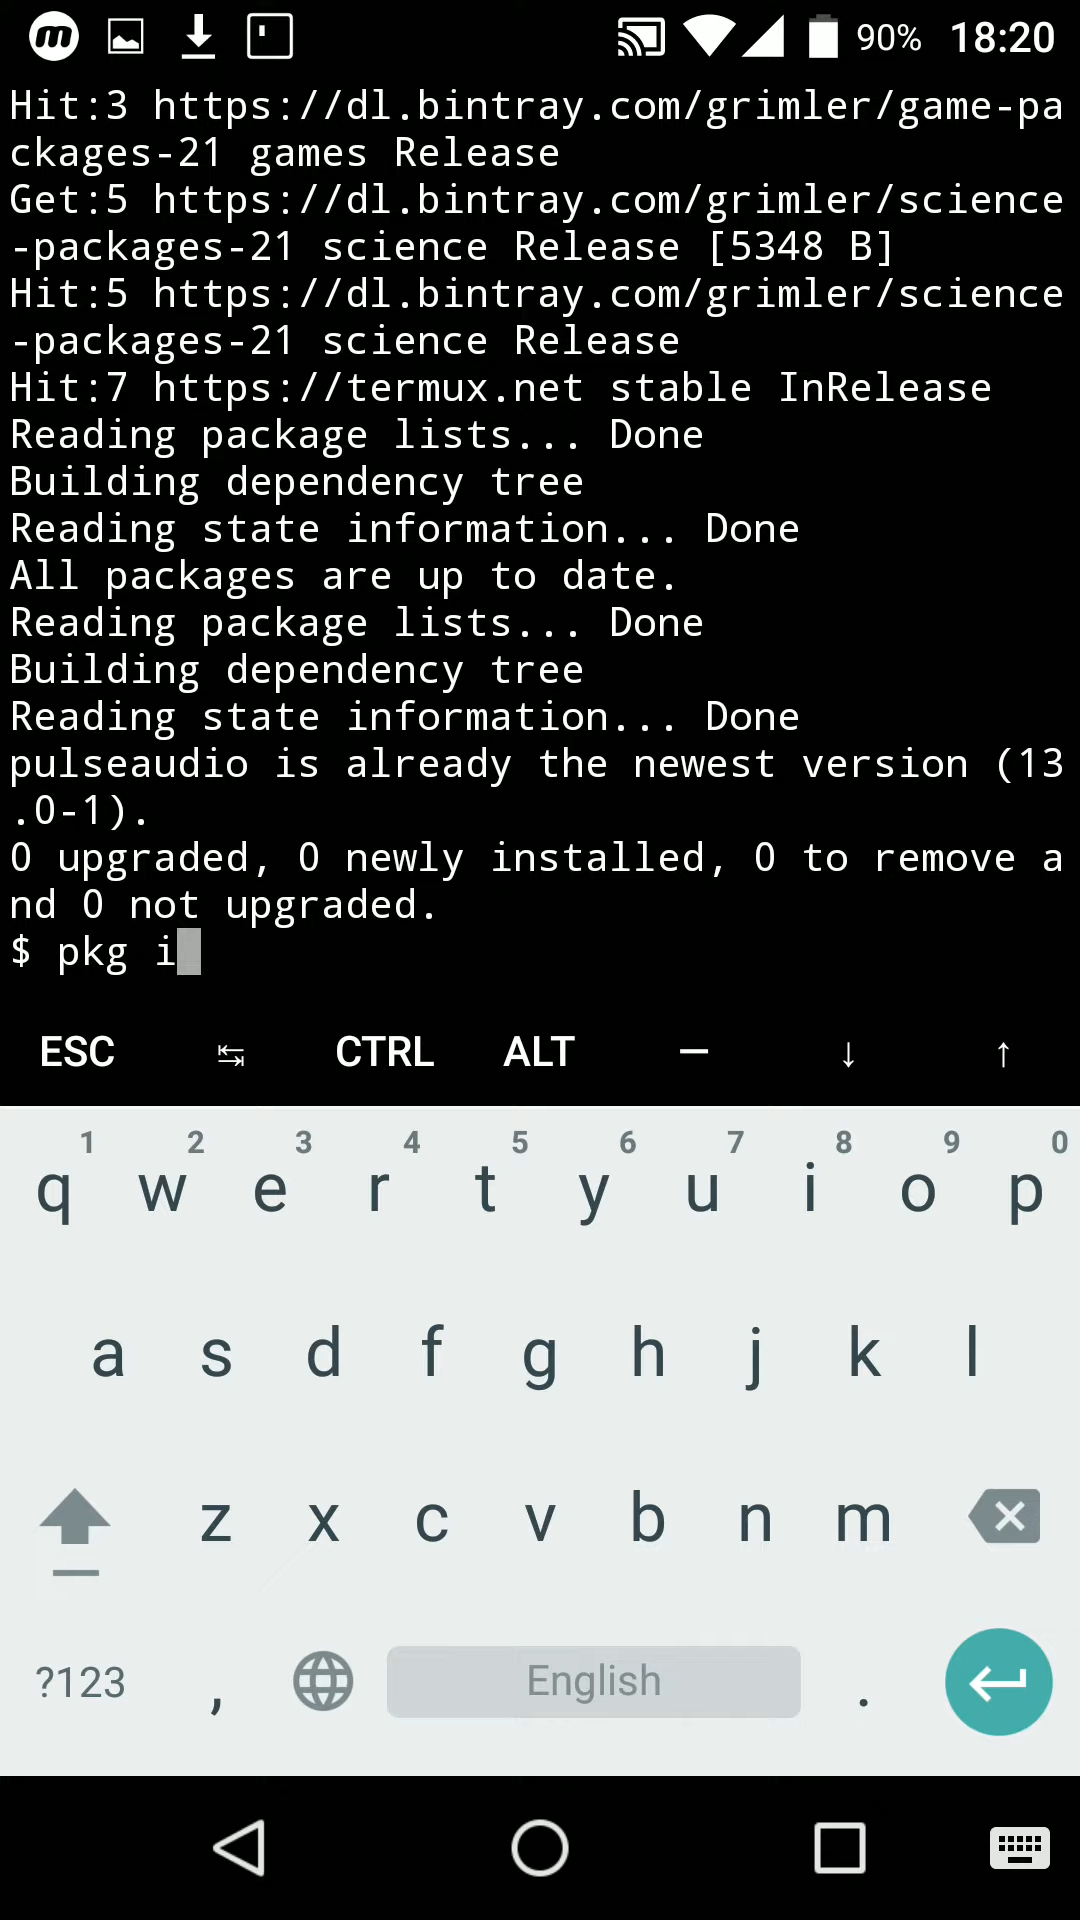 90% 18:20
Hit:3 https://dl.bintray.com/grimler/game-pa
ckages-21 games Release
Get:5 https://dl.bintray.com/grimler/science
-packages-21 science Release [5348 B]
Hit:5 https://dl.bintray.com/grimler/science
-packages-21 science Release
Hit:7 https://termux.net stable InRelease
Reading package lists... Done
Building dependency tree
Reading state information... Done
All packages are up to date.
Reading package lists... Done
Building dependency tree
Reading state information... Done
pulseaudio is already the newest version (13
.0-1).
0 upgraded, 0 newly installed, 0 to remove a
nd 0 not upgraded.
$ pkg i
ESC ↹ CTRL ALT — ↓ ↑
1 2 3 4 5 6 7 8 9 0
q w e r t y u i o p
a s d f g h j k l
z x c v b n m
?123 , English .